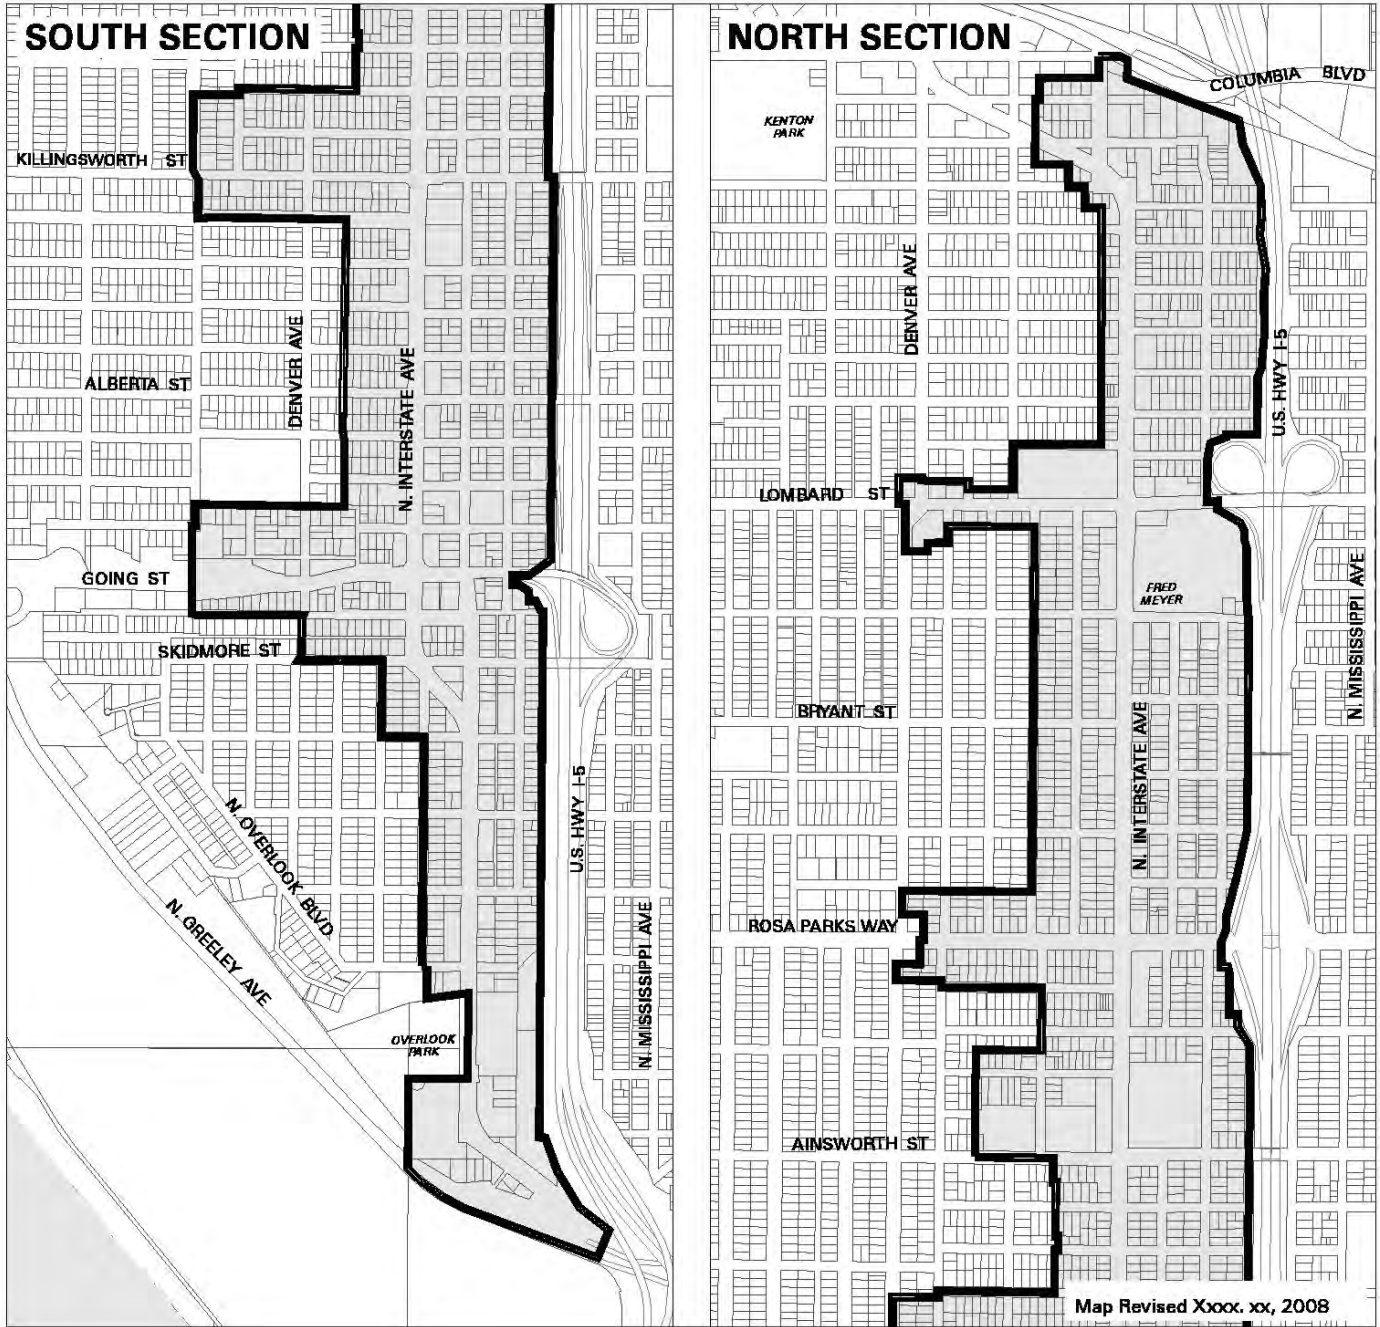 SOUTH SECTION
KILLINGSWORTH ST
ALBERTA ST
DENVER AVE
N. INTERSTATE AVE
GOING ST
SKIDMORE ST
N. OVERLOOK BLVD
N. GREELEY AVE
U.S. HWY I-5
N. MISSISSIPPI AVE
OVERLOOK
PARK
NORTH SECTION
COLUMBIA BLVD
KENTON
PARK
DENVER AVE
U.S. HWY I-5
LOMBARD ST
FRED
MEYER
N. MISSISSIPPI AVE
BRYANT ST
N. INTERSTATE AVE
ROSA PARKS WAY
AINSWORTH ST
Map Revised Xxxx. xx, 2008